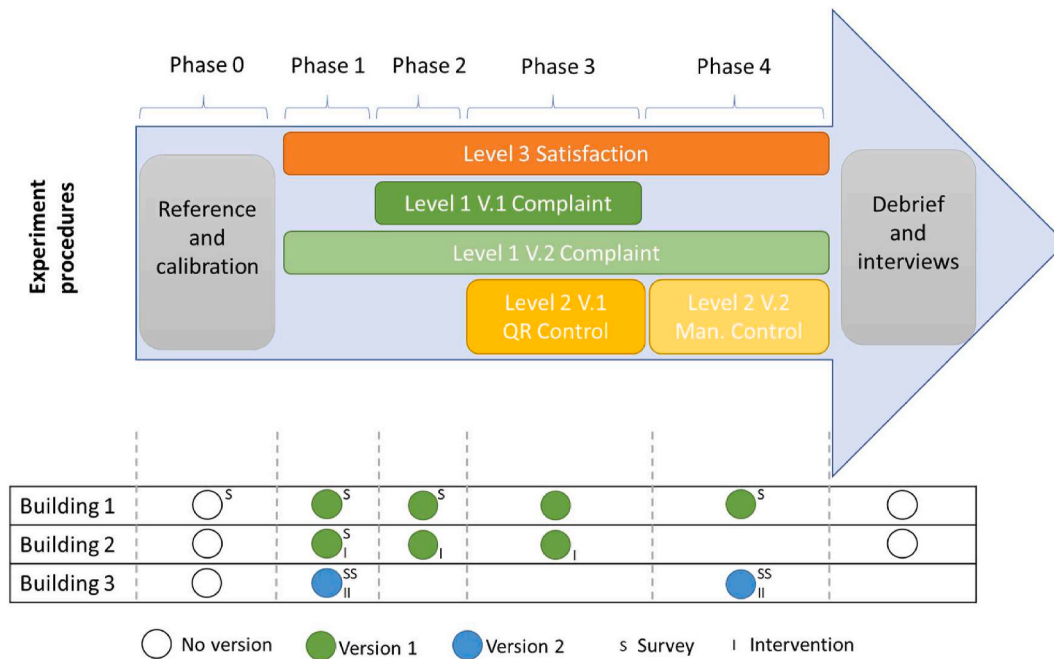 Phase 0 Phase 1 Phase 2 Phase 3 Phase 4
Experiment
procedures
Reference
and
calibration
Level 3 Satisfaction
Level 1 V.1 Complaint
Level 1 V.2 Complaint
Level 2 V.1
QR Control
Level 2 V.2
Man. Control
Debrief
and
interviews
Building 1 S S S S
Building 2 S I I I
Building 3 SS II SS II
No version Version 1 Version 2 S Survey I Intervention